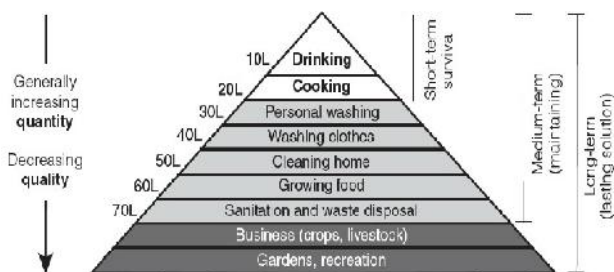 Generally
increasing
quantity
Decreasing
quality
10L
Drinking
20L
Cooking
30L
Personal washing
40L
Washing clothes
50L
Cleaning home
60L
Growing food
70L
Sanitation and waste disposal
Business (crops, livestock)
Gardens, recreation
Short-term
surviva
Medium-term
(maintaining)
Long-term
(lasting solution)